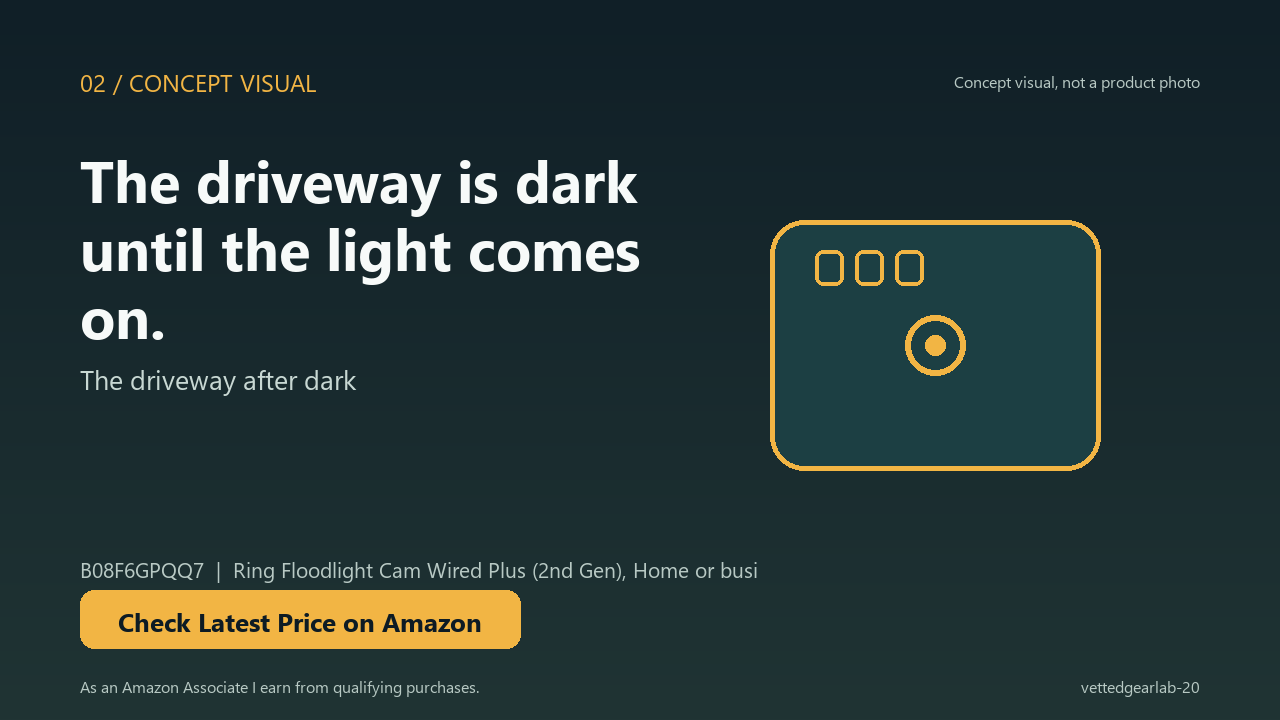 02 / CONCEPT VISUAL
Concept visual, not a product photo
The driveway is dark
until the light comes
on.
The driveway after dark
B08F6GPQQ7 | Ring Floodlight Cam Wired Plus (2nd Gen), Home or busi
Check Latest Price on Amazon
As an Amazon Associate I earn from qualifying purchases.
vettedgearlab-20